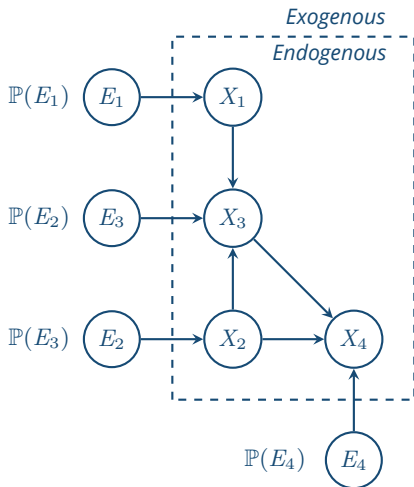 Exogenous
Endogenous
ℙ(E₁) E₁ X₁
ℙ(E₂) E₃ X₃
ℙ(E₃) E₂ X₂ X₄
ℙ(E₄) E₄